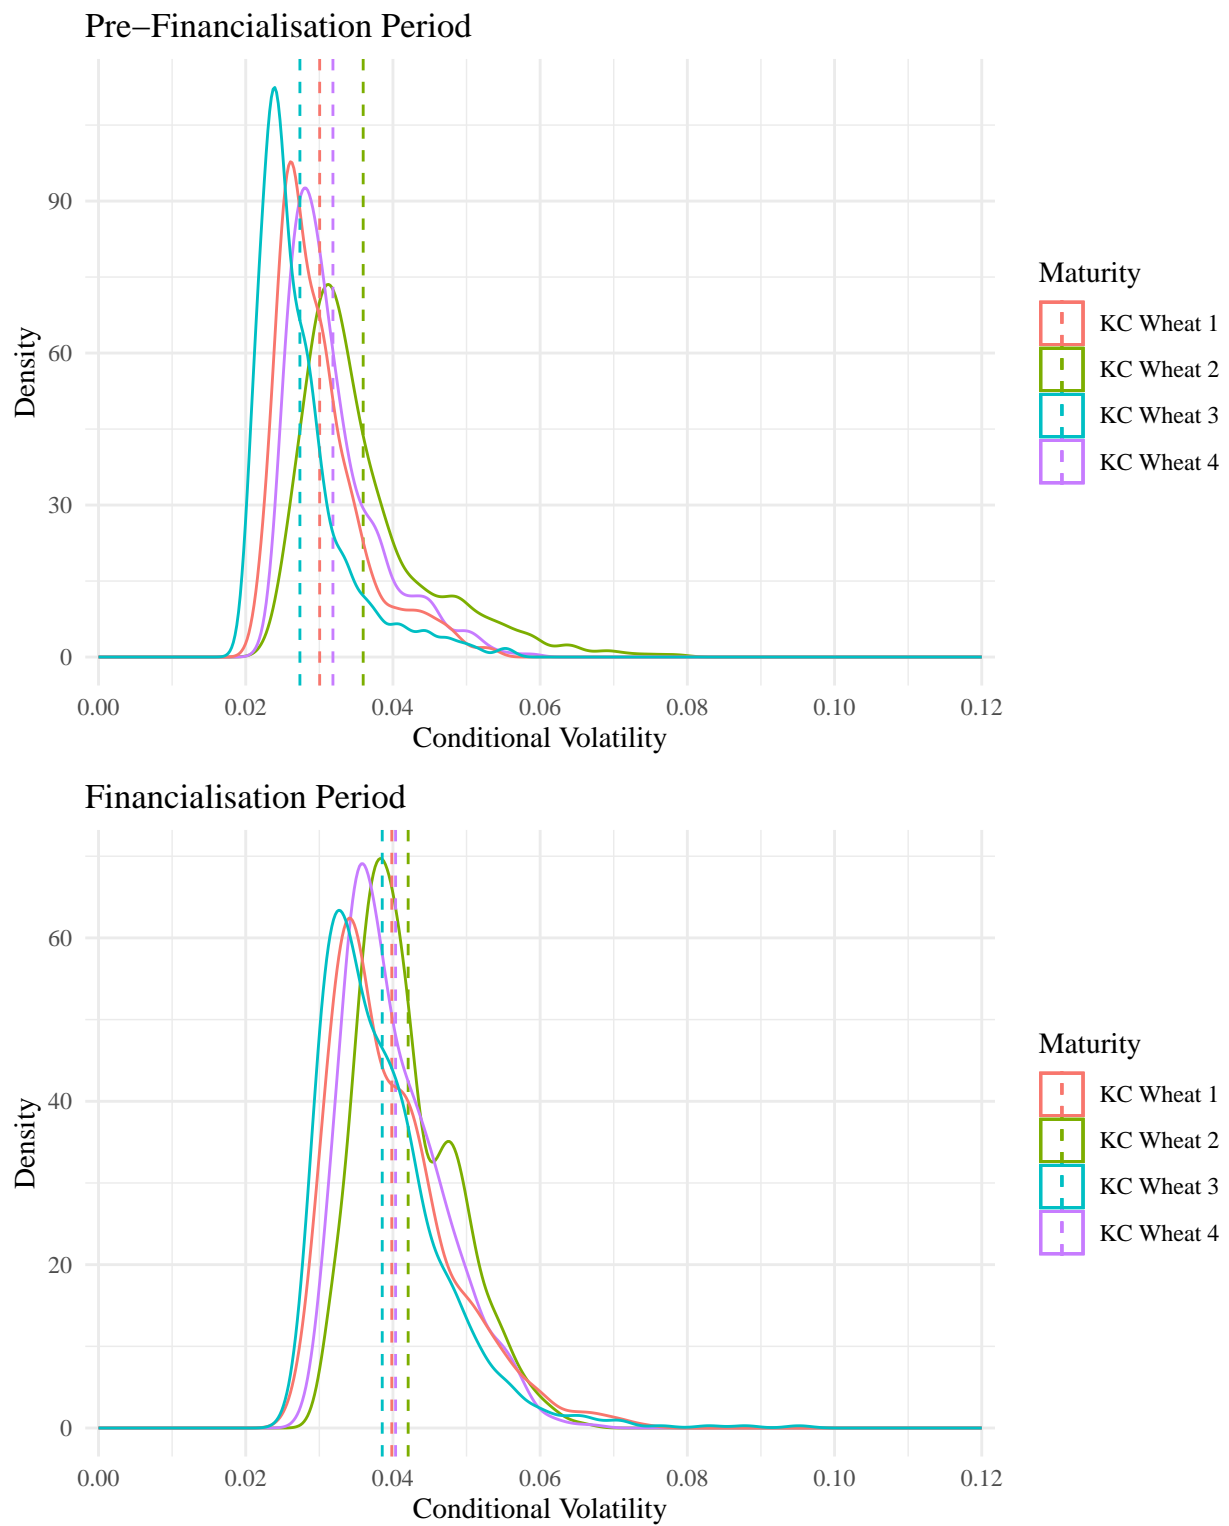 Pre−Financialisation Period
90
60
30
0
Density
0.00 0.02 0.04 0.06 0.08 0.10 0.12
Conditional Volatility
Maturity
KC Wheat 1
KC Wheat 2
KC Wheat 3
KC Wheat 4
Financialisation Period
60
40
20
0
Density
0.00 0.02 0.04 0.06 0.08 0.10 0.12
Conditional Volatility
Maturity
KC Wheat 1
KC Wheat 2
KC Wheat 3
KC Wheat 4